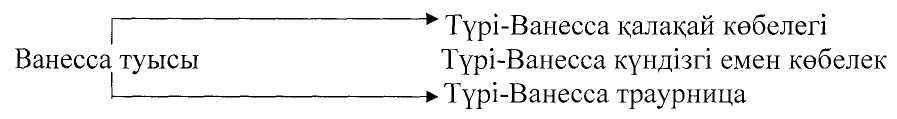 Түрі-Ванесса қалақай көбелегі
Ванесса туысы
Түрі-Ванесса күндізгі емен көбелек
Түрі-Ванесса траурница